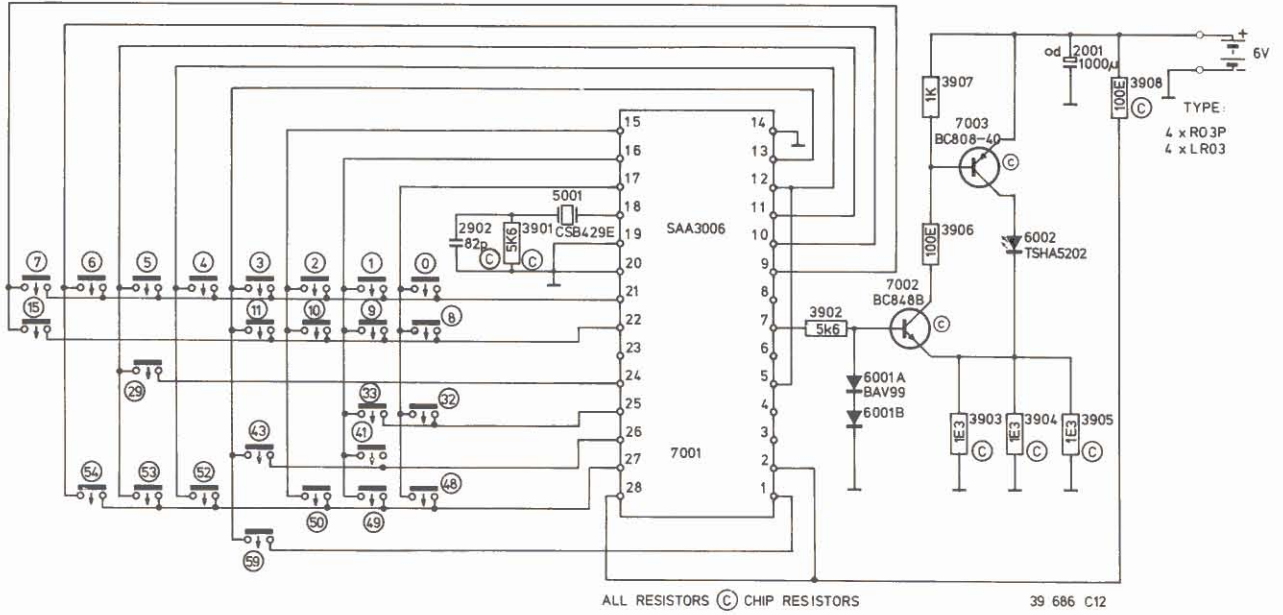 od 2001
1000μ
+
-
6V
3907
1K
3908
100E
C
TYPE:
4 x R03P
4 x LR03
7003
BC808-40
C
15
14
16
13
17
12
18
11
19
10
20
9
21
8
22
7
23
6
24
5
25
4
26
3
27
2
28
1
SAA3006
7001
5001
CSB429E
2902
82p
3901
5K6
C
C
3906
100E
6002
TSHA5202
7
6
5
4
3
2
1
0
7002
BC848B
C
15
11
10
9
8
3902
5k6
29
6001A
BAV99
6001B
33
32
3903
1E3
C
3904
1E3
C
3905
1E3
C
43
41
54
53
52
50
49
48
59
ALL RESISTORS C CHIP RESISTORS
39 686 C12